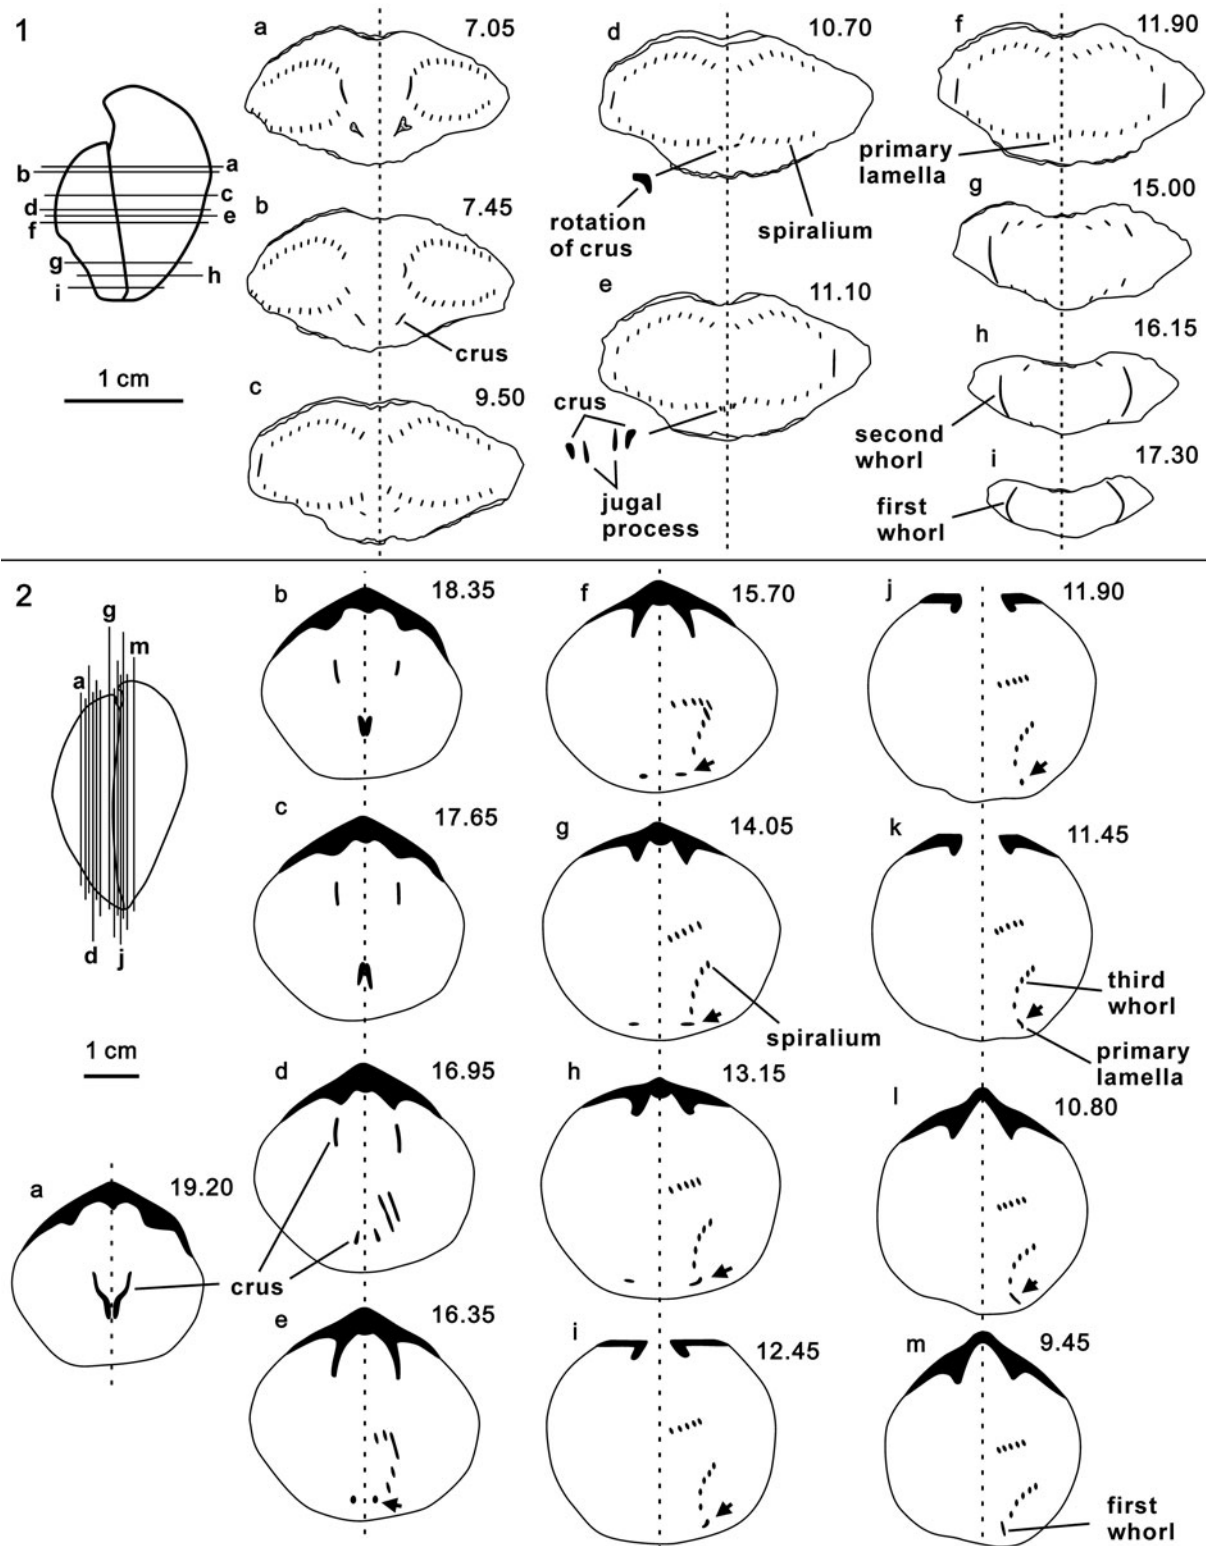 1
a
b
c
d
e
f
g
h
i
1 cm
a
7.05
b
7.45
crus
c
9.50
d
10.70
rotation
of crus
spiralium
e
11.10
crus
jugal
process
f
11.90
primary
lamella
g
15.00
h
16.15
second
whorl
i
17.30
first
whorl
2
g
m
a
d
j
1 cm
a
19.20
crus
b
18.35
c
17.65
d
16.95
e
16.35
f
15.70
g
14.05
spiralium
h
13.15
i
12.45
j
11.90
k
11.45
third
whorl
primary
lamella
l
10.80
m
9.45
first
whorl